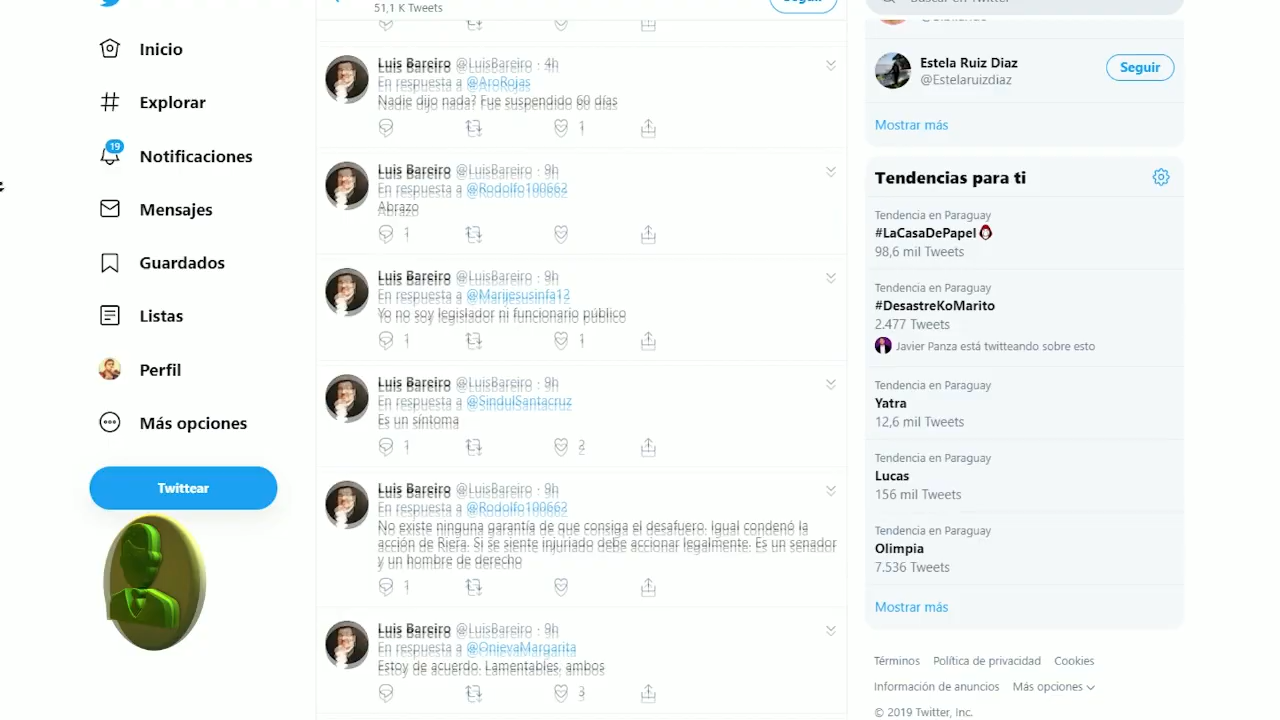 Inicio
Explorar
19
Notificaciones
Mensajes
Guardados
Listas
Perfil
Más opciones
Twittear
51,1 K Tweets
Luis Bareiro @LuisBareiro · 4h
En respuesta a @AroRojas
Nadie dijo nada? Fue suspendido 60 días
1
Luis Bareiro @LuisBareiro · 9h
En respuesta a @Rodolfo100662
Abrazo
1
Luis Bareiro @LuisBareiro · 9h
En respuesta a @Marijesusinfa12
Yo no soy legislador ni funcionario público
1 1
Luis Bareiro @LuisBareiro · 9h
En respuesta a @SindulSantacruz
Es un síntoma
1 2
Luis Bareiro @LuisBareiro · 9h
En respuesta a @Rodolfo100662
No existe ninguna garantía de que consiga el desafuero. Igual condenó la
acción de Riera. Si se siente injuriado debe accionar legalmente. Es un senador
y un hombre de derecho
1
Luis Bareiro @LuisBareiro · 9h
En respuesta a @OnievaMargarita
Estoy de acuerdo. Lamentables, ambos
3
Estela Ruiz Diaz
@Estelaruizdiaz
Seguir
Mostrar más
Tendencias para ti
Tendencia en Paraguay
#LaCasaDePapel
98,6 mil Tweets
Tendencia en Paraguay
#DesastreKoMarito
2.477 Tweets
Javier Panza está twitteando sobre esto
Tendencia en Paraguay
Yatra
12,6 mil Tweets
Tendencia en Paraguay
Lucas
156 mil Tweets
Tendencia en Paraguay
Olimpia
7.536 Tweets
Mostrar más
Términos Política de privacidad Cookies
Información de anuncios Más opciones
© 2019 Twitter, Inc.